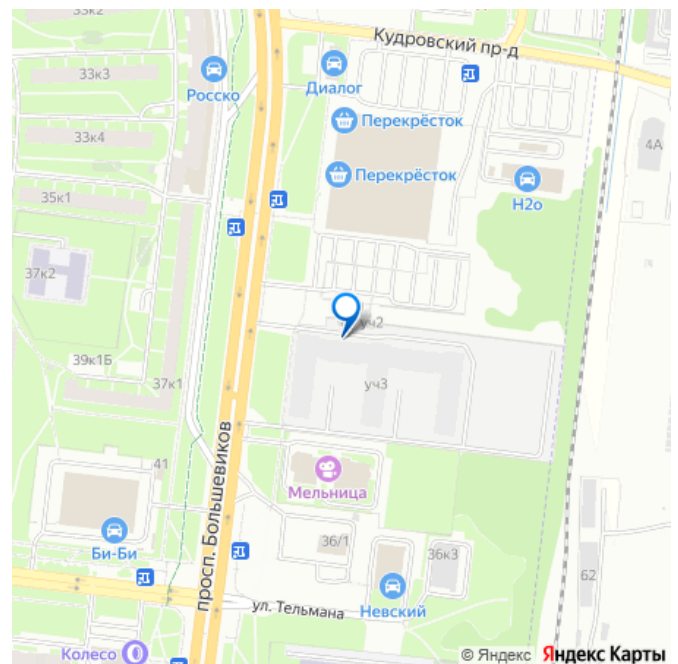 33к2
Кудровский пр-д
33к3
Росско
Диалог
Перекрёсток
33к4
4А
Перекрёсток
Н2о
35к1
37к2
уч2
39к1Б
37к1
уч3
просп. Большевиков
41
Мельница
36/1
36к3
Би-Би
62
ул. Тельмана
Невский
Колесо
© Яндекс Яндекс Карты